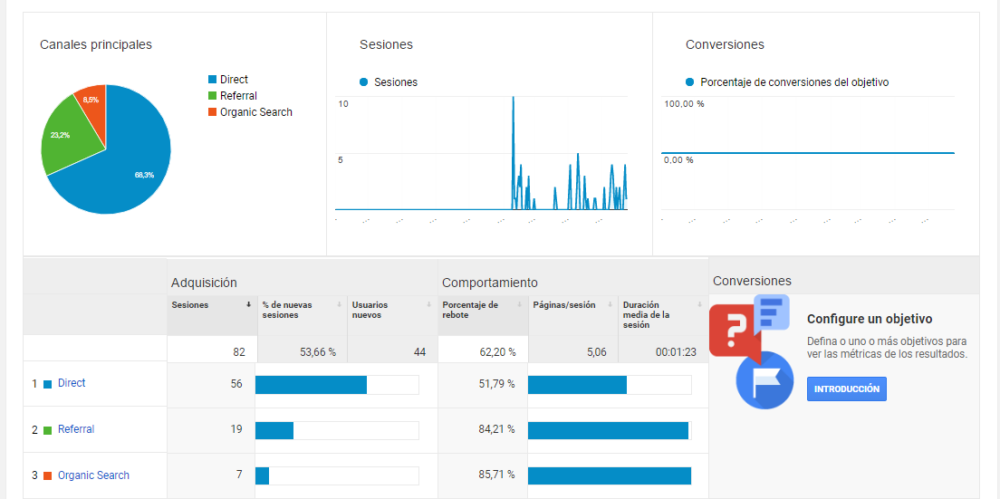 Canales principales
Direct
Referral
Organic Search
8,5%
23,2%
68,3%
Sesiones
Sesiones
10
5
Conversiones
Porcentaje de conversiones del objetivo
100,00 %
0,00 %
Adquisición
Comportamiento
Conversiones
Sesiones
% de nuevas
sesiones
Usuarios
nuevos
Porcentaje de
rebote
Páginas/sesión
Duración
media de la
sesión
82
53,66 %
44
62,20 %
5,06
00:01:23
1 Direct
56
51,79 %
2 Referral
19
84,21 %
3 Organic Search
7
85,71 %
?
Configure un objetivo
Defina o uno o más objetivos para
ver las métricas de los resultados.
INTRODUCCIÓN